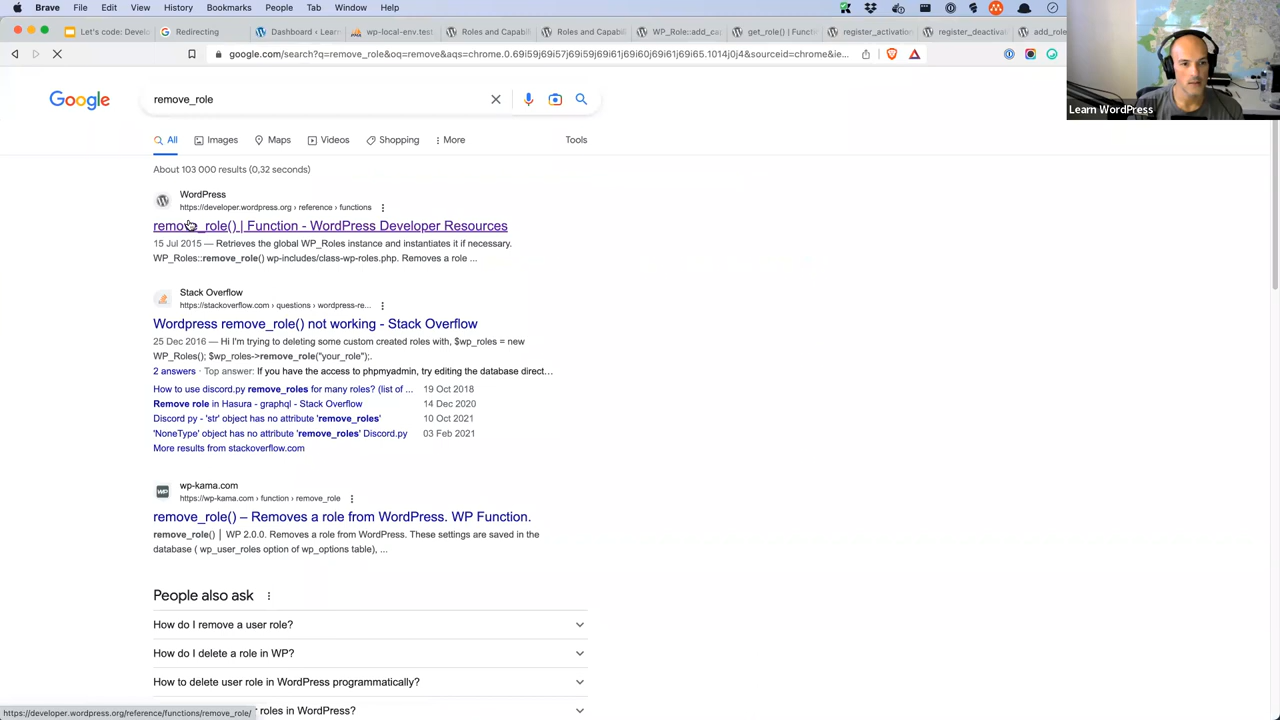 Brave File Edit View History Bookmarks People Tab Window Help
Let's code: Develo
Redirecting
Dashboard ‹ Learn
wp-local-env.test.
Roles and Capabil
Roles and Capabil
WP_Role::add_ca
get_role() | Functi
register_activation
register_deactivat
add_role
google.com/search?q=remove_role&oq=remove&aqs=chrome.0.69i59j69i57j69i59j69i61j69i60j69i61j69i65.1014j0j4&sourceid=chrome&ie...
Learn WordPress
Google
remove_role
All Images Maps Videos Shopping More Tools
About 103 000 results (0,32 seconds)
WordPress
https://developer.wordpress.org › reference › functions
remove_role() | Function - WordPress Developer Resources
15 Jul 2015 — Retrieves the global WP_Roles instance and instantiates it if necessary.
WP_Roles::remove_role() wp-includes/class-wp-roles.php. Removes a role ...
Stack Overflow
https://stackoverflow.com › questions › wordpress-re...
Wordpress remove_role() not working - Stack Overflow
25 Dec 2016 — Hi I'm trying to deleting some custom created roles with, $wp_roles = new
WP_Roles(); $wp_roles->remove_role("your_role");.
2 answers · Top answer: If you have the access to phpmyadmin, try editing the database direct…
How to use discord.py remove_roles for many roles? (list of ... 19 Oct 2018
Remove role in Hasura - graphql - Stack Overflow 14 Dec 2020
Discord py - 'str' object has no attribute 'remove_roles' 10 Oct 2021
'NoneType' object has no attribute 'remove_roles' Discord.py 03 Feb 2021
More results from stackoverflow.com
wp-kama.com
https://wp-kama.com › function › remove_role
remove_role() – Removes a role from WordPress. WP Function.
remove_role() │ WP 2.0.0. Removes a role from WordPress. These settings are saved in the
database ( wp_user_roles option of wp_options table), ...
People also ask
How do I remove a user role?
How do I delete a role in WP?
How to delete user role in WordPress programmatically?
roles in WordPress?
https://developer.wordpress.org/reference/functions/remove_role/